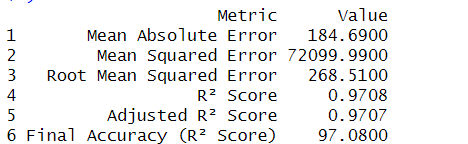 Metric Value
1 Mean Absolute Error 184.6900
2 Mean Squared Error 72099.9900
3 Root Mean Squared Error 268.5100
4 R² Score 0.9708
5 Adjusted R² Score 0.9707
6 Final Accuracy (R² Score) 97.0800